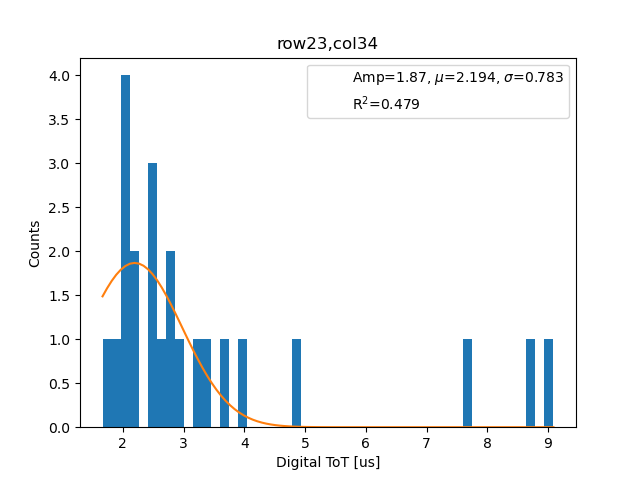 row23,col34
Amp=1.87, μ=2.194, σ=0.783
R²=0.479
4.0
3.5
3.0
2.5
2.0
1.5
1.0
0.5
0.0
Counts
2 3 4 5 6 7 8 9
Digital ToT [us]